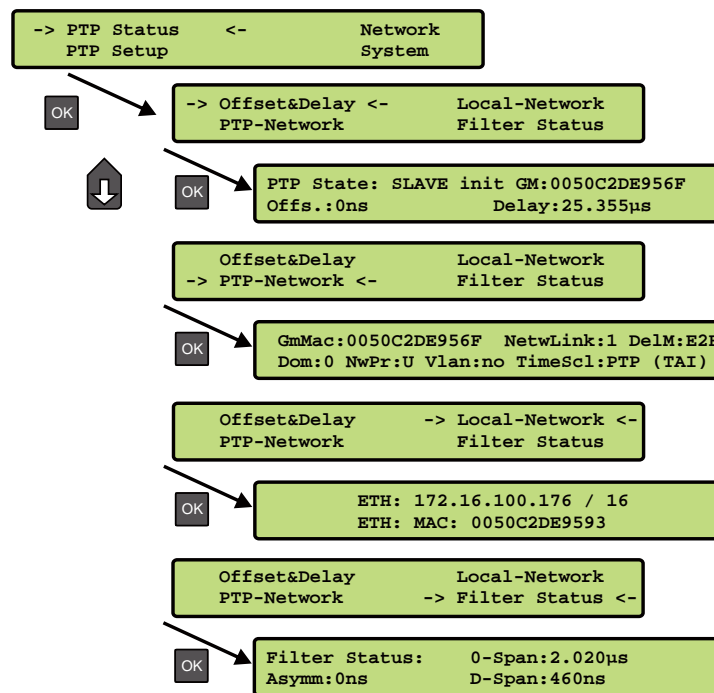 -> PTP Status <- Network
PTP Setup System
OK
-> Offset&Delay <- Local-Network
PTP-Network Filter Status
OK
PTP State: SLAVE init GM:0050C2DE956F
Offs.:0ns Delay:25.355µs
Offset&Delay Local-Network
-> PTP-Network <- Filter Status
OK
GmMac:0050C2DE956F NetwLink:1 DelM:E2E
Dom:0 NwPr:U Vlan:no TimeScl:PTP (TAI)
Offset&Delay -> Local-Network <-
PTP-Network Filter Status
OK
ETH: 172.16.100.176 / 16
ETH: MAC: 0050C2DE9593
Offset&Delay Local-Network
PTP-Network -> Filter Status <-
OK
Filter Status: 0-Span:2.020µs
Asymm:0ns D-Span:460ns